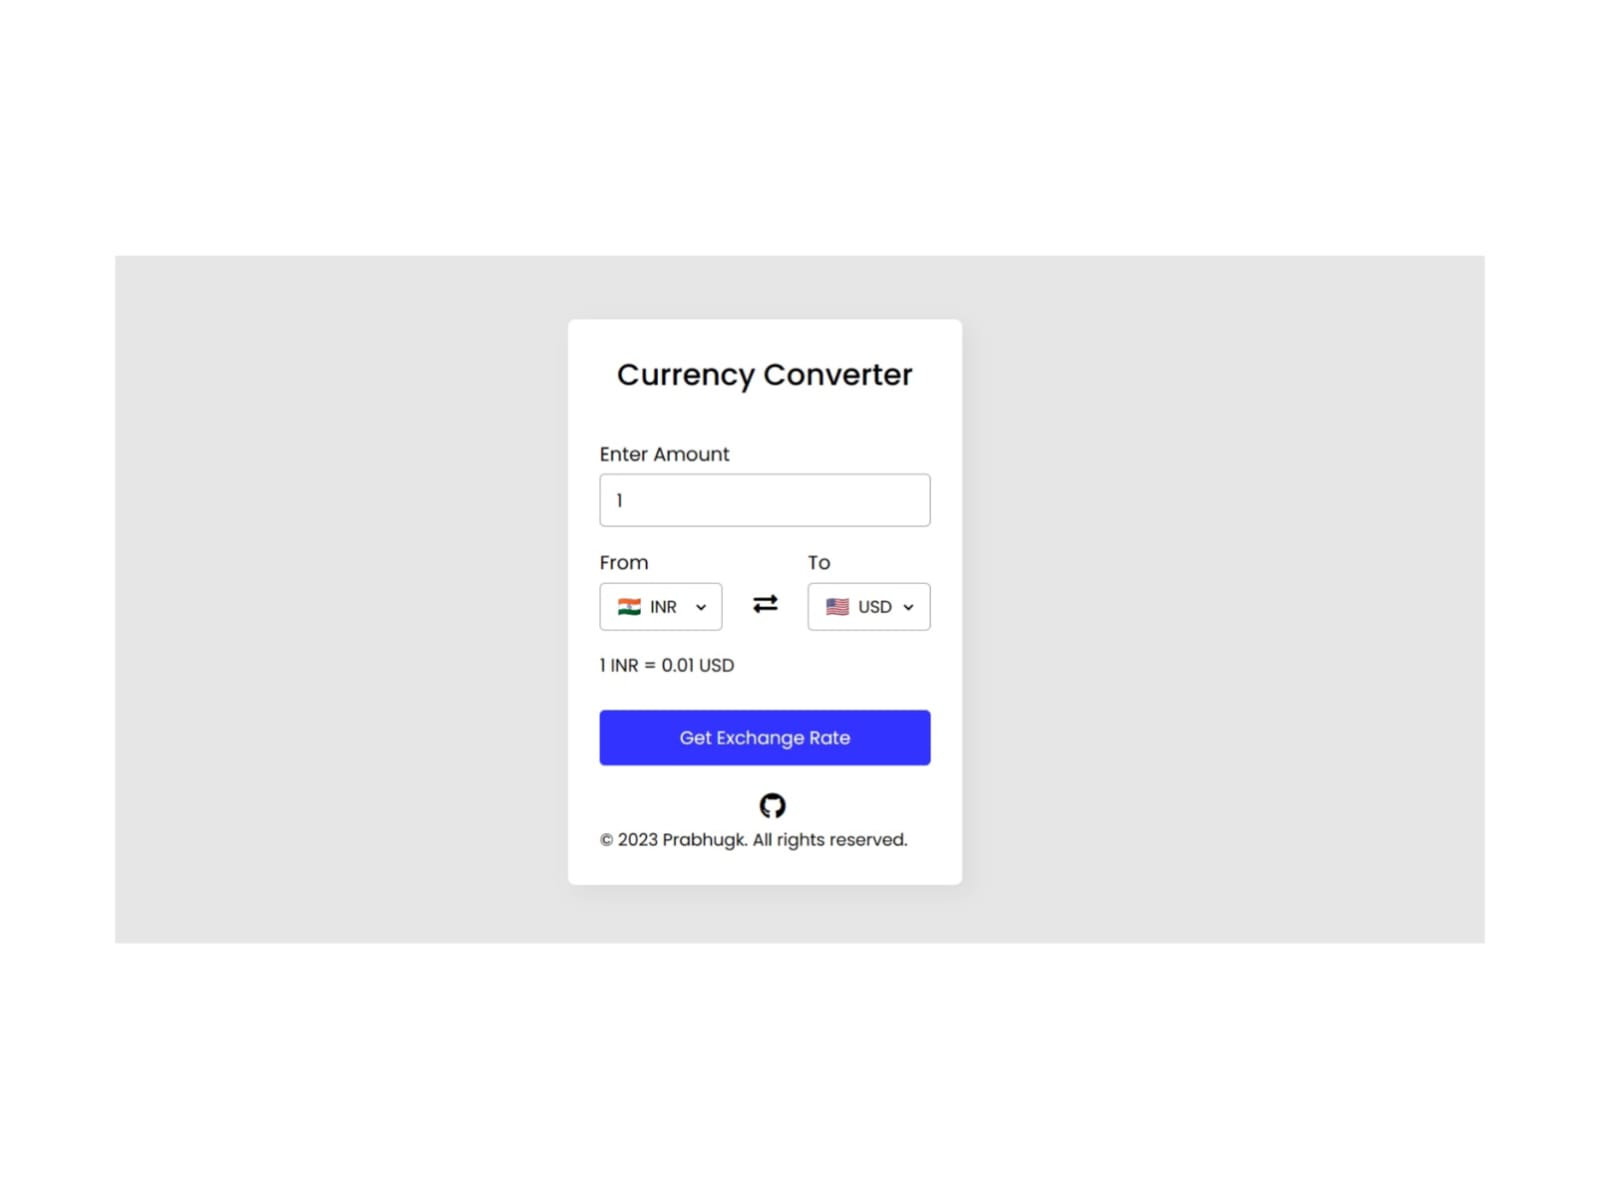 Currency Converter
Enter Amount
1
From To
INR USD
1 INR = 0.01 USD
Get Exchange Rate
© 2023 Prabhugk. All rights reserved.